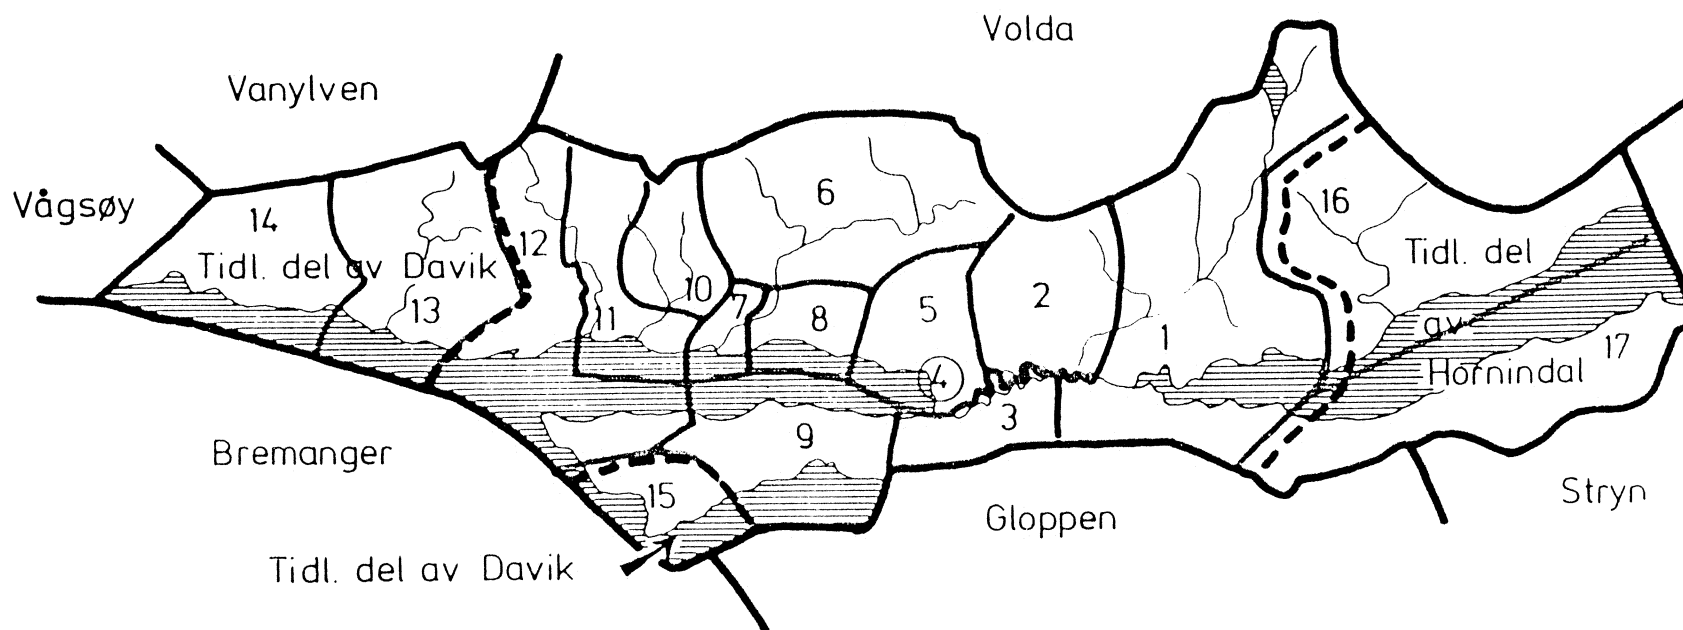 Volda
Vanylven
Vågsøy
14
6
16
12
Tidl. del av Davik
Tidl. del
13
11
10
7
8
5
2
1
av
17
4
Hornindal
3
9
Bremanger
15
Gloppen
Stryn
Tidl. del av Davik